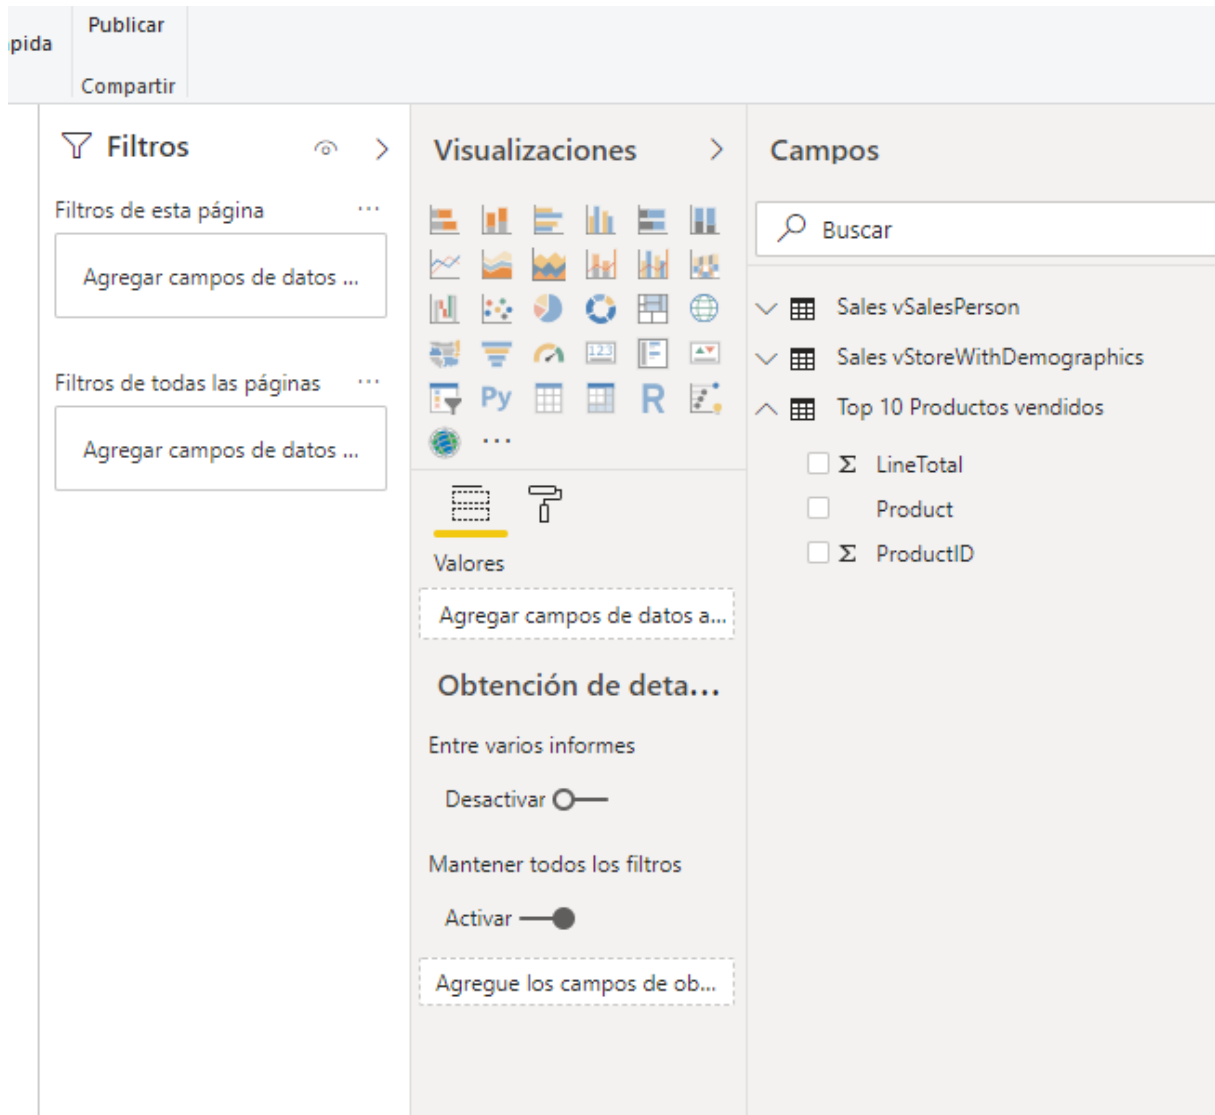 Publicar
pida
Compartir
Filtros
Filtros de esta página ...
Agregar campos de datos ...
Filtros de todas las páginas ...
Agregar campos de datos ...
Visualizaciones
123
Py
R
...
Valores
Agregar campos de datos a...
Obtención de deta...
Entre varios informes
Desactivar
Mantener todos los filtros
Activar
Agregue los campos de ob...
Campos
Buscar
Sales vSalesPerson
Sales vStoreWithDemographics
Top 10 Productos vendidos
Σ LineTotal
Product
Σ ProductID